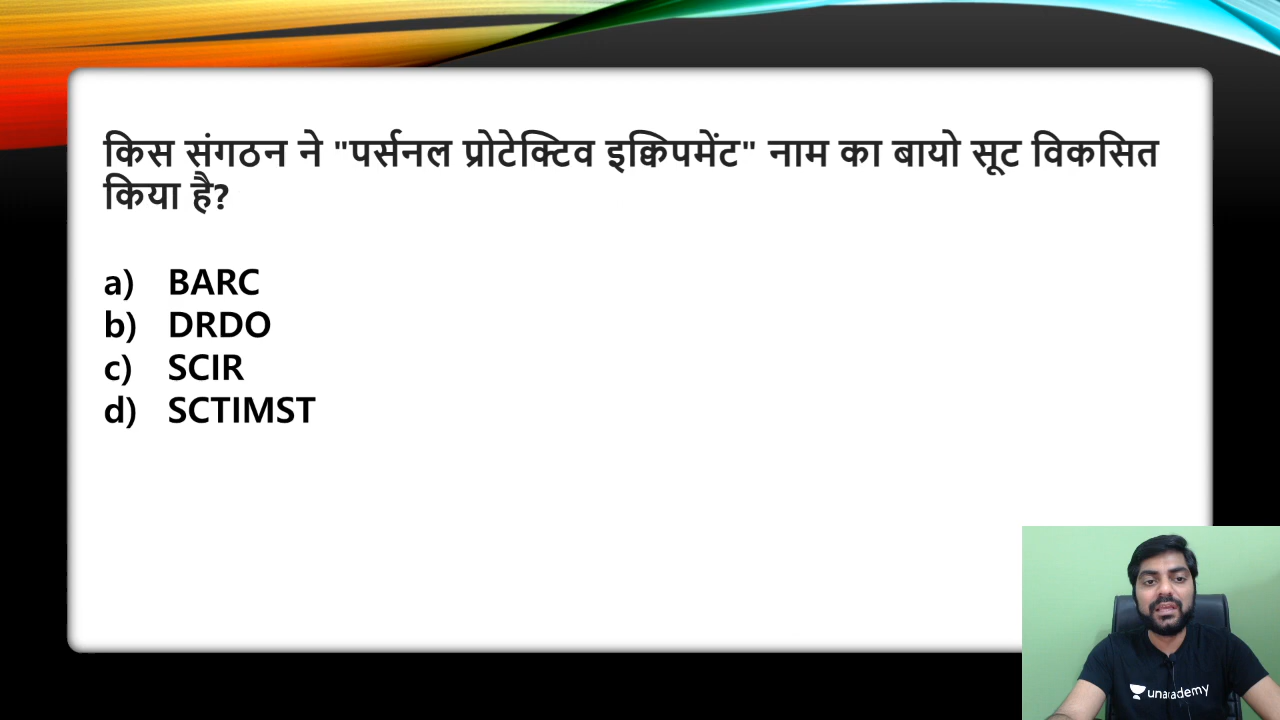 किस संगठन ने "पर्सनल प्रोटेक्टिव इक्विपमेंट" नाम का बायो सूट विकसित
किया है?
a) BARC
b) DRDO
c) SCIR
d) SCTIMST
unacademy